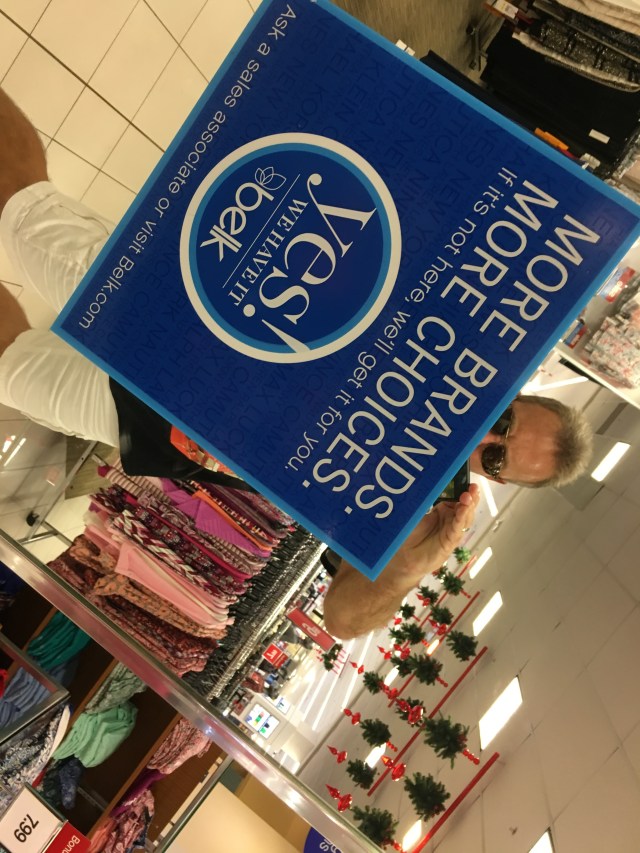 MORE BRANDS.
MORE CHOICES.
If it's not here, we'll get it for you.
yes!
WE HAVE IT
belk
Ask a sales associate or visit Belk.com
7.99